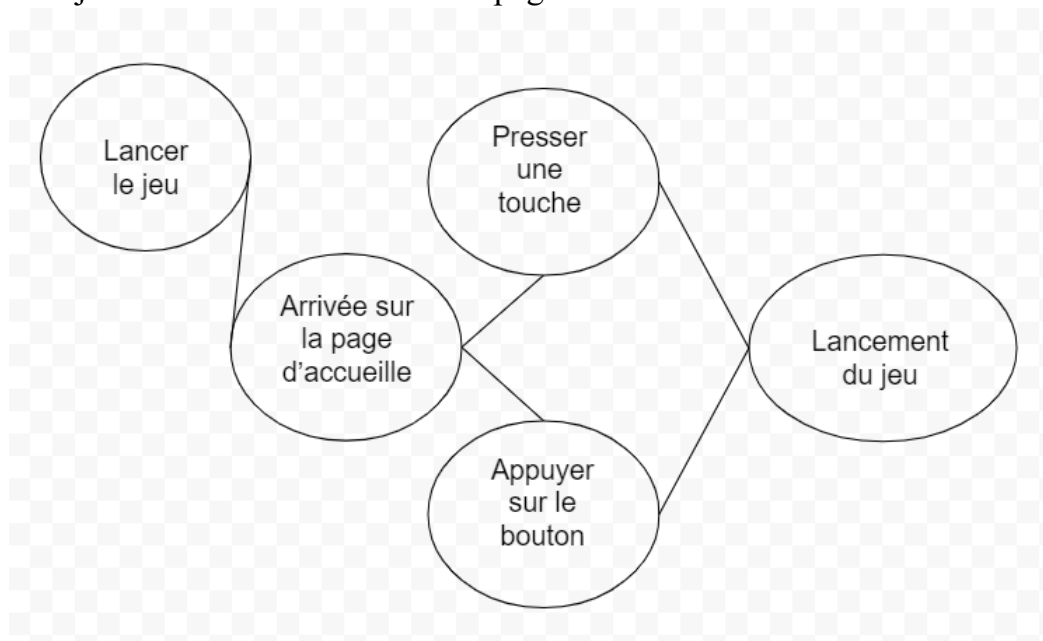 Lancer
le jeu
Presser
une
touche
Arrivée sur
la page
d'accueille
Lancement
du jeu
Appuyer
sur le
bouton